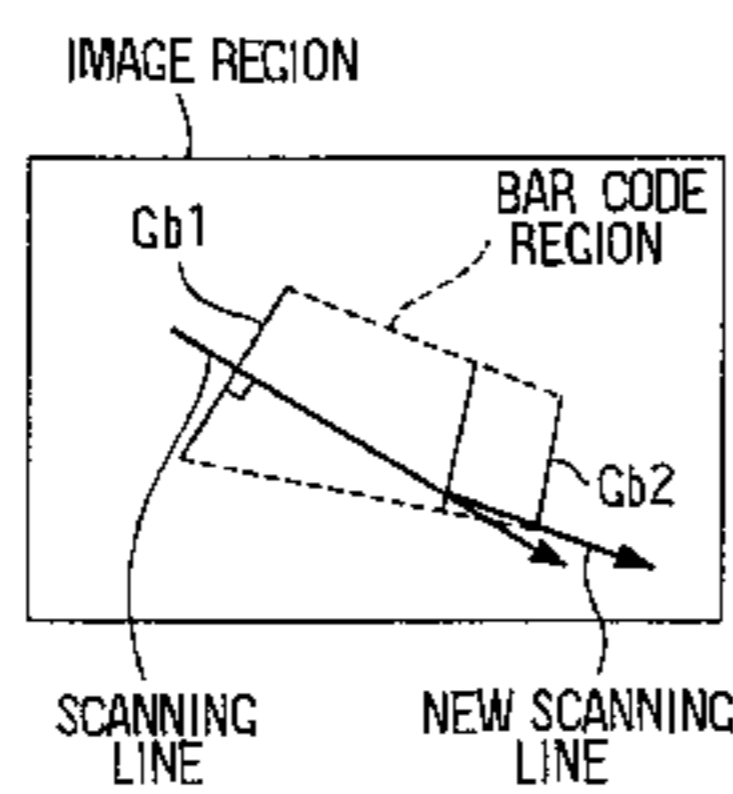 IMAGE REGION
BAR CODE
REGION
Gb1
Gb2
SCANNING
LINE
NEW SCANNING
LINE